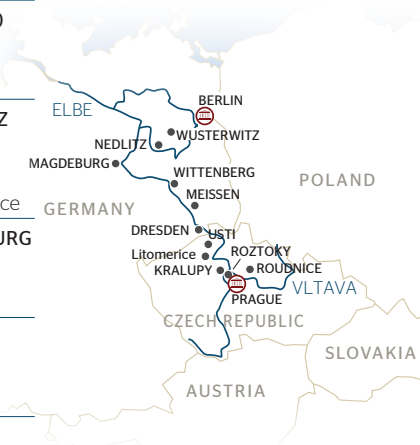 O
Z
ce
URG
BERLIN
ELBE
WUSTERWITZ
NEDLITZ
MAGDEBURG
WITTENBERG
POLAND
MEISSEN
GERMANY
DRESDEN
USTI
Litomerice
ROZTOKY
KRALUPY
ROUDNICE
VLTAVA
PRAGUE
CZECH REPUBLIC
SLOVAKIA
AUSTRIA